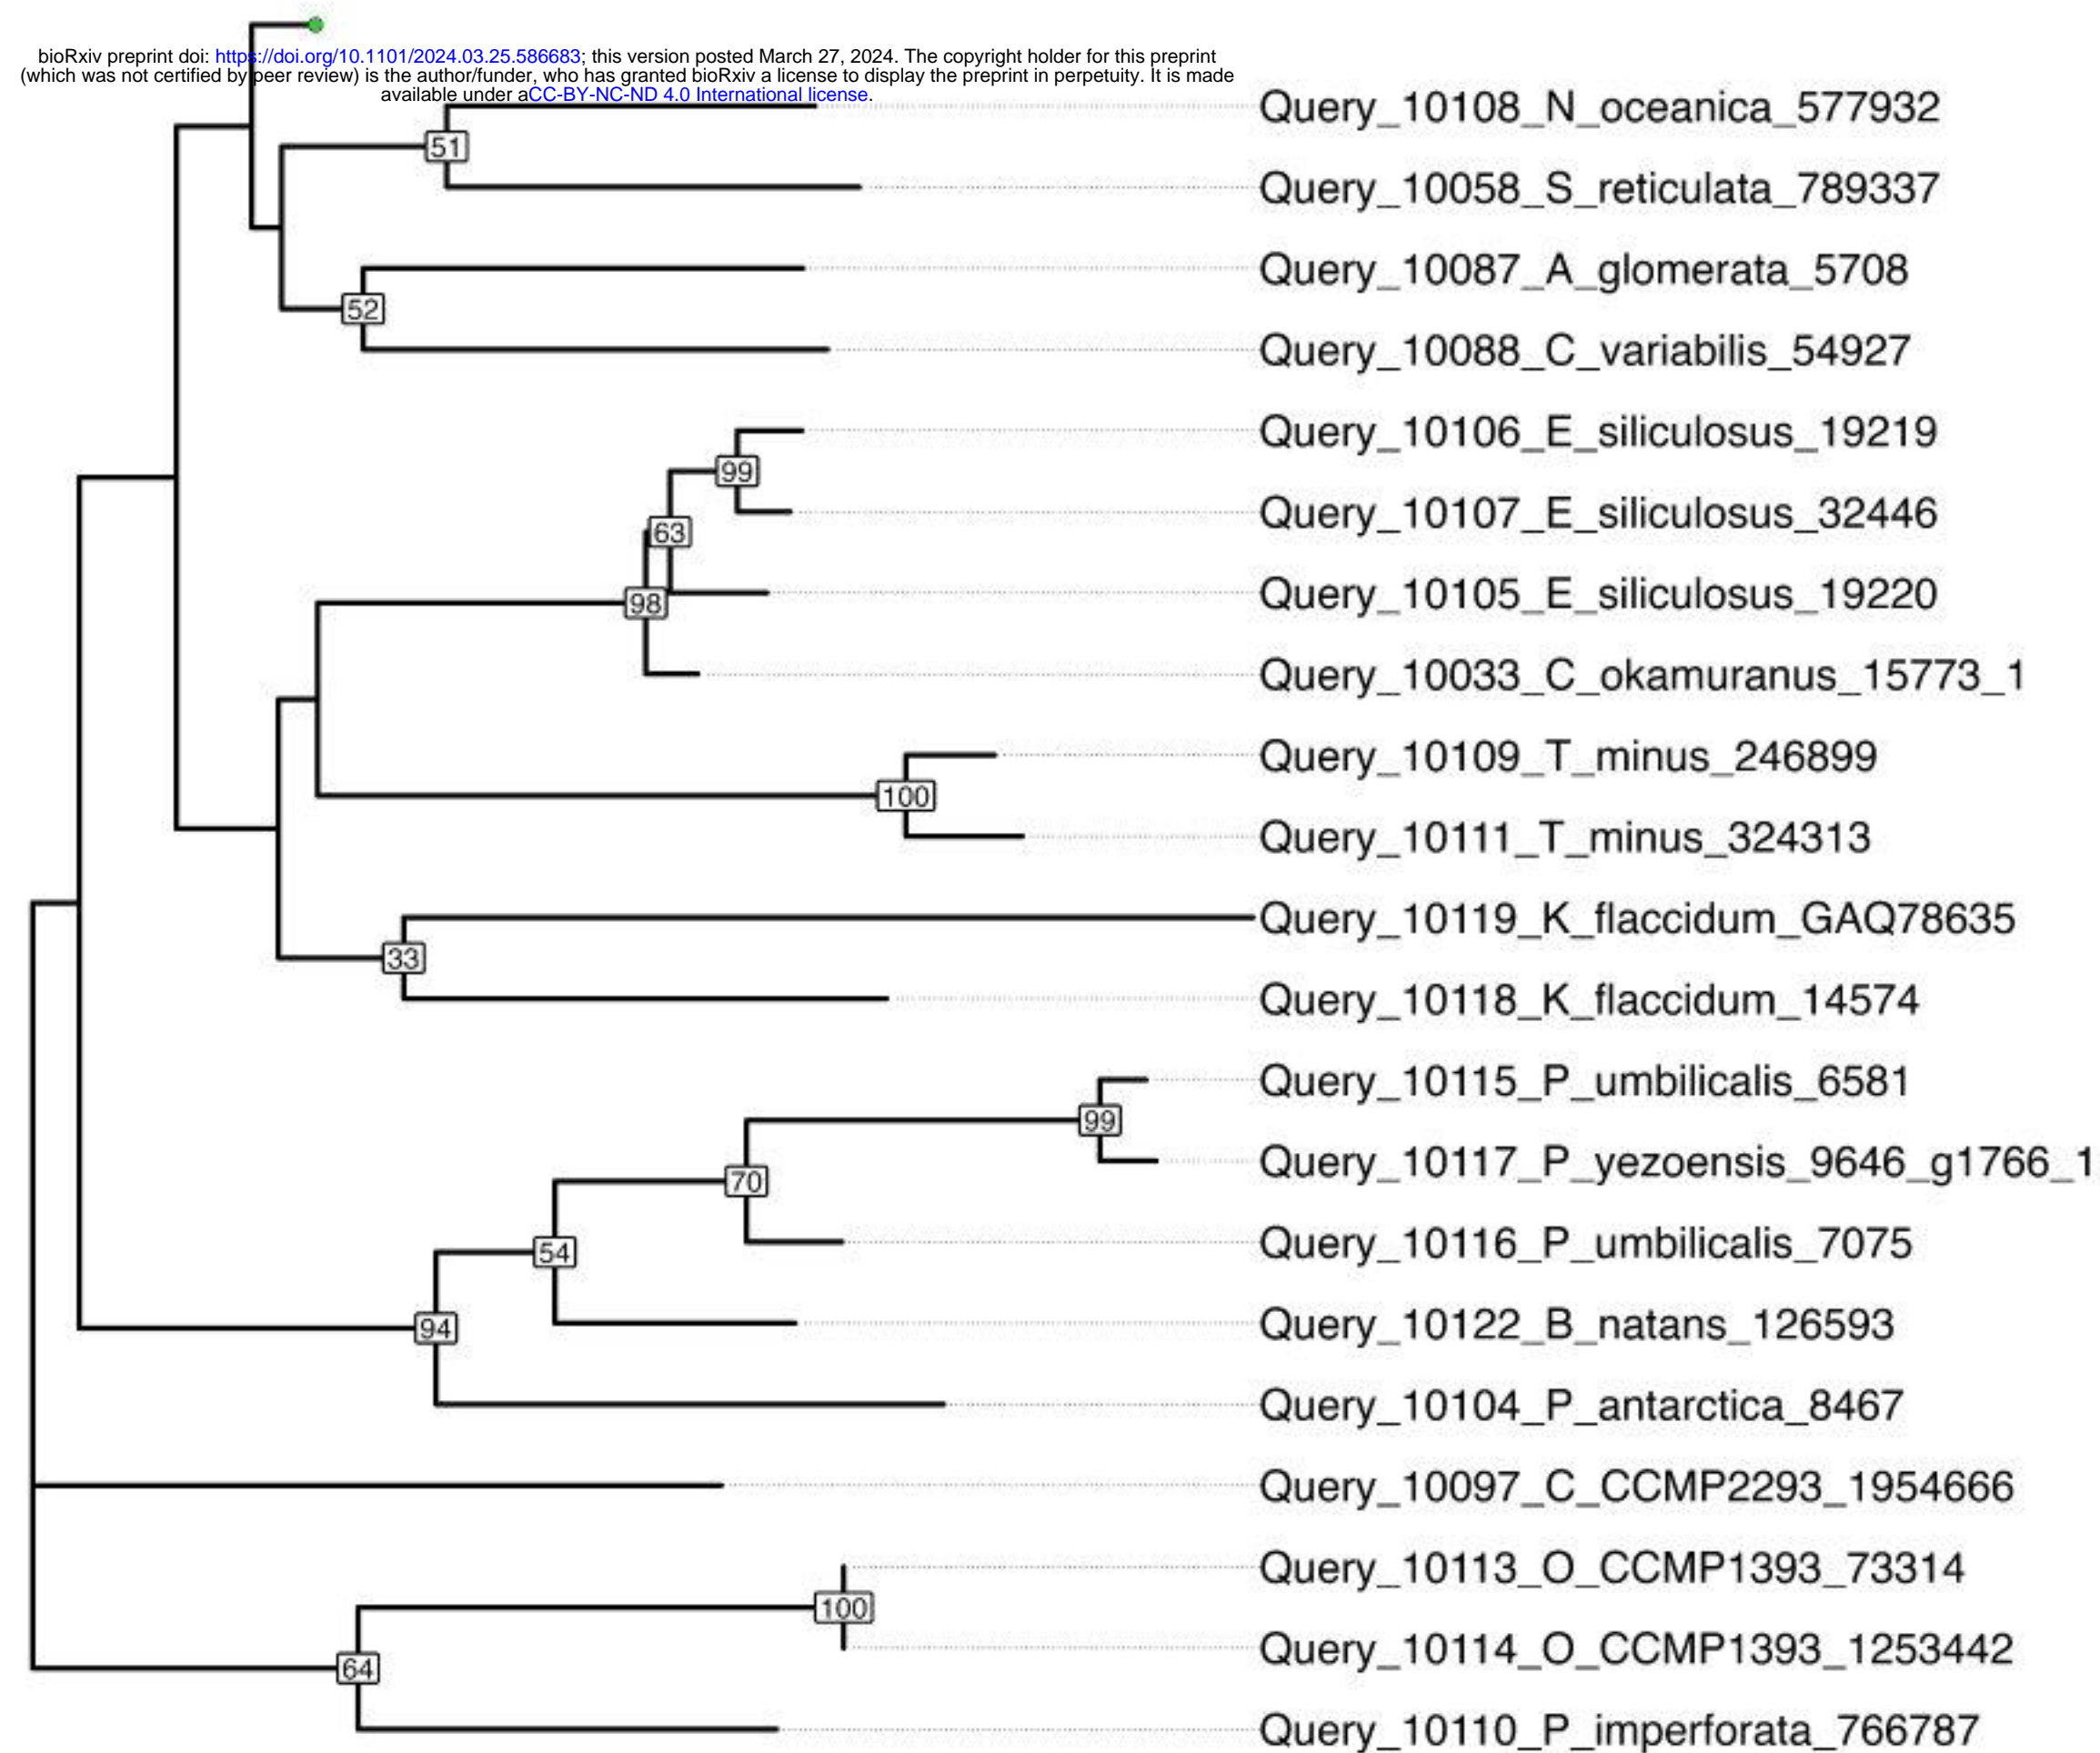 bioRxiv preprint doi: https://doi.org/10.1101/2024.03.25.586683; this version posted March 27, 2024. The copyright holder for this preprint
(which was not certified by peer review) is the author/funder, who has granted bioRxiv a license to display the preprint in perpetuity. It is made
available under aCC-BY-NC-ND 4.0 International license.
Query_10108_N_oceanica_577932
51
Query_10058_S_reticulata_789337
Query_10087_A_glomerata_5708
52
Query_10088_C_variabilis_54927
Query_10106_E_siliculosus_19219
99
Query_10107_E_siliculosus_32446
63
Query_10105_E_siliculosus_19220
98
Query_10033_C_okamuranus_15773_1
Query_10109_T_minus_246899
100
Query_10111_T_minus_324313
Query_10119_K_flaccidum_GAQ78635
33
Query_10118_K_flaccidum_14574
Query_10115_P_umbilicalis_6581
99
Query_10117_P_yezoensis_9646_g1766_1
70
Query_10116_P_umbilicalis_7075
54
Query_10122_B_natans_126593
94
Query_10104_P_antarctica_8467
Query_10097_C_CCMP2293_1954666
Query_10113_O_CCMP1393_73314
100
Query_10114_O_CCMP1393_1253442
64
Query_10110_P_imperforata_766787